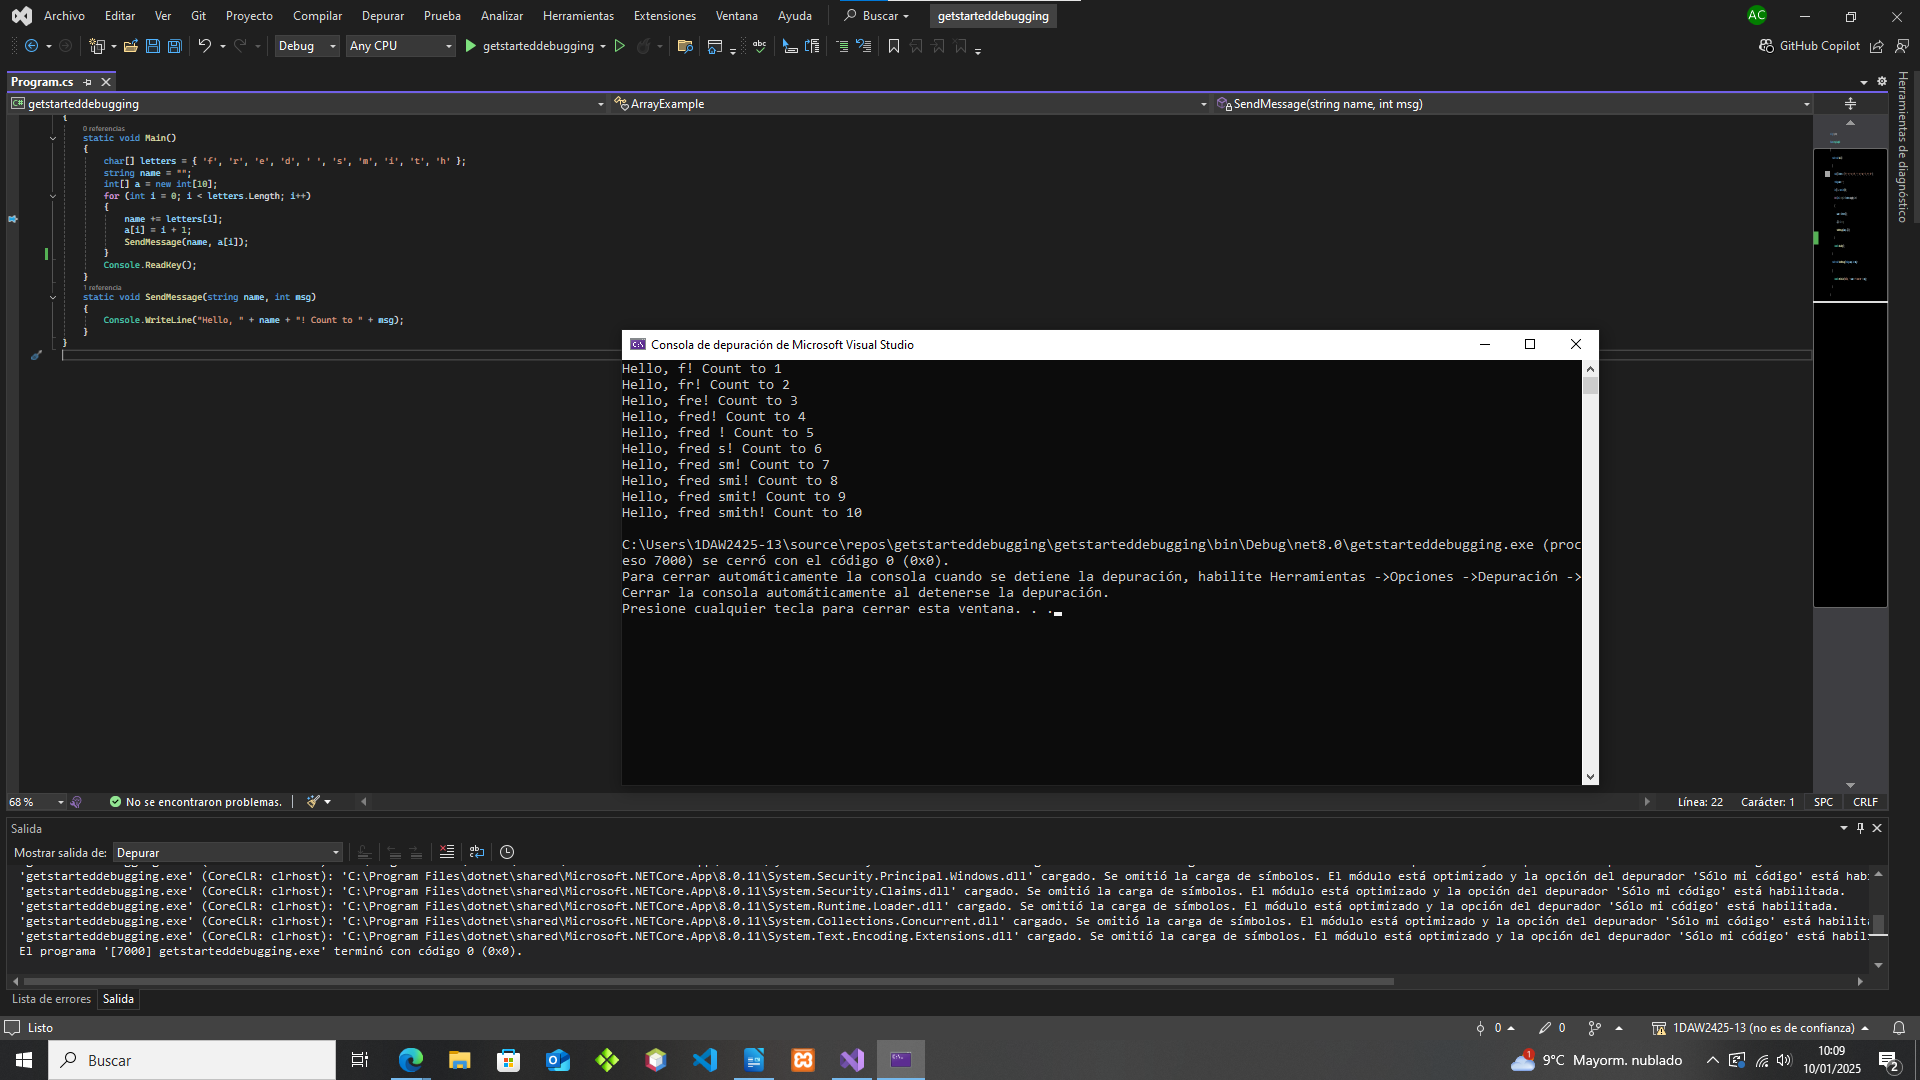 Archivo Editar Ver Git Proyecto Compilar Depurar Prueba Analizar Herramientas Extensiones Ventana Ayuda Buscar getstarteddebugging AC
Debug Any CPU getstarteddebugging GitHub Copilot
Program.cs
getstarteddebugging ArrayExample SendMessage(string name, int msg)
Herramientas de diagnóstico
{
0 referencias
static void Main()
{
char[] letters = { 'f', 'r', 'e', 'd', ' ', 's', 'm', 'i', 't', 'h' };
string name = "";
int[] a = new int[10];
for (int i = 0; i < letters.Length; i++)
{
name += letters[i];
a[i] = i + 1;
SendMessage(name, a[i]);
}
Console.ReadKey();
}
1 referencia
static void SendMessage(string name, int msg)
{
Console.WriteLine("Hello, " + name + "! Count to " + msg);
}
}
Consola de depuración de Microsoft Visual Studio
Hello, f! Count to 1
Hello, fr! Count to 2
Hello, fre! Count to 3
Hello, fred! Count to 4
Hello, fred ! Count to 5
Hello, fred s! Count to 6
Hello, fred sm! Count to 7
Hello, fred smi! Count to 8
Hello, fred smit! Count to 9
Hello, fred smith! Count to 10
C:\Users\1DAW2425-13\source\repos\getstarteddebugging\getstarteddebugging\bin\Debug\net8.0\getstarteddebugging.exe (proc
eso 7000) se cerró con el código 0 (0x0).
Para cerrar automáticamente la consola cuando se detiene la depuración, habilite Herramientas ->Opciones ->Depuración ->
Cerrar la consola automáticamente al detenerse la depuración.
Presione cualquier tecla para cerrar esta ventana. . .
68 % No se encontraron problemas. Línea: 22 Carácter: 1 SPC CRLF
Salida
Mostrar salida de: Depurar
'getstarteddebugging.exe' (CoreCLR: clrhost): 'C:\Program Files\dotnet\shared\Microsoft.NETCore.App\8.0.11\System.Security.Principal.Windows.dll' cargado. Se omitió la carga de símbolos. El módulo está optimizado y la opción del depurador 'Sólo mi código' está hab
'getstarteddebugging.exe' (CoreCLR: clrhost): 'C:\Program Files\dotnet\shared\Microsoft.NETCore.App\8.0.11\System.Security.Claims.dll' cargado. Se omitió la carga de símbolos. El módulo está optimizado y la opción del depurador 'Sólo mi código' está habilitada.
'getstarteddebugging.exe' (CoreCLR: clrhost): 'C:\Program Files\dotnet\shared\Microsoft.NETCore.App\8.0.11\System.Runtime.Loader.dll' cargado. Se omitió la carga de símbolos. El módulo está optimizado y la opción del depurador 'Sólo mi código' está habilitada.
'getstarteddebugging.exe' (CoreCLR: clrhost): 'C:\Program Files\dotnet\shared\Microsoft.NETCore.App\8.0.11\System.Collections.Concurrent.dll' cargado. Se omitió la carga de símbolos. El módulo está optimizado y la opción del depurador 'Sólo mi código' está habilit
'getstarteddebugging.exe' (CoreCLR: clrhost): 'C:\Program Files\dotnet\shared\Microsoft.NETCore.App\8.0.11\System.Text.Encoding.Extensions.dll' cargado. Se omitió la carga de símbolos. El módulo está optimizado y la opción del depurador 'Sólo mi código' está habil
El programa '[7000] getstarteddebugging.exe' terminó con código 0 (0x0).
Lista de errores Salida
Listo 0 0 1DAW2425-13 (no es de confianza)
Buscar 1 9°C Mayorm. nublado 10:09
10/01/2025 2